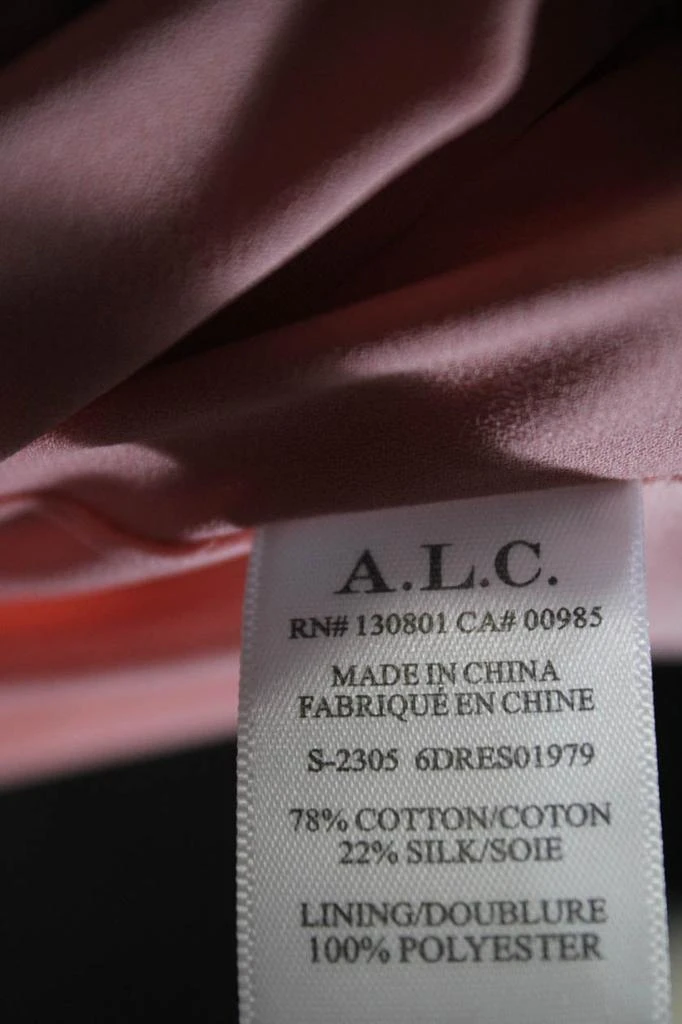 A.L.C.
RN# 130801 CA# 00985
MADE IN CHINA
FABRIQUÉ EN CHINE
S-2305 6DRES01979
78% COTTON/COTON
22% SILK/SOIE
LINING/DOUBLURE
100% POLYESTER